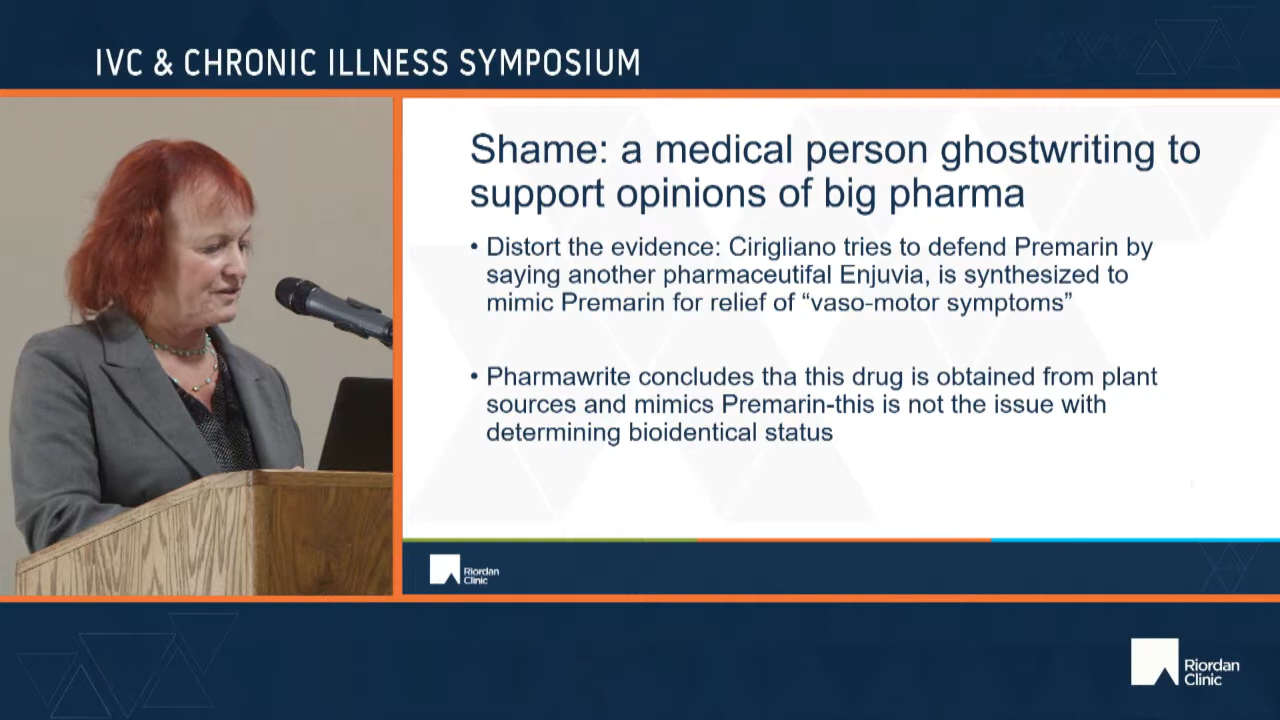 IVC & CHRONIC ILLNESS SYMPOSIUM
Shame: a medical person ghostwriting to
support opinions of big pharma
• Distort the evidence: Cirigliano tries to defend Premarin by
saying another pharmaceutifal Enjuvia, is synthesized to
mimic Premarin for relief of “vaso-motor symptoms”
• Pharmawrite concludes tha this drug is obtained from plant
sources and mimics Premarin-this is not the issue with
determining bioidentical status
Riordan
Clinic
Riordan
Clinic